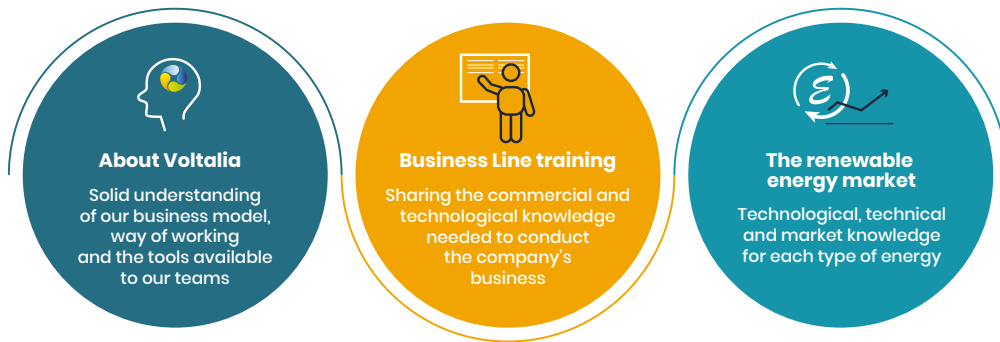 About Voltalia
Solid understanding
of our business model,
way of working
and the tools available
to our teams
Business Line training
Sharing the commercial and
technological knowledge
needed to conduct
the company's
business
ℰ
The renewable
energy market
Technological, technical
and market knowledge
for each type of energy